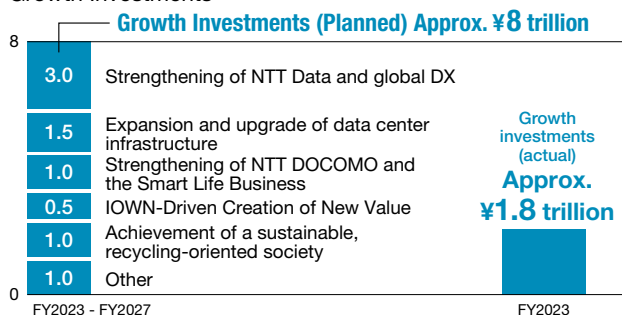 Growth Investments
Growth Investments (Planned) Approx. ¥8 trillion
8
3.0
Strengthening of NTT Data and global DX
1.5
Expansion and upgrade of data center
infrastructure
1.0
Strengthening of NTT DOCOMO and
the Smart Life Business
0.5
IOWN-Driven Creation of New Value
1.0
Achievement of a sustainable,
recycling-oriented society
1.0
Other
0
FY2023 - FY2027
Growth
investments
(actual)
Approx.
¥1.8 trillion
FY2023